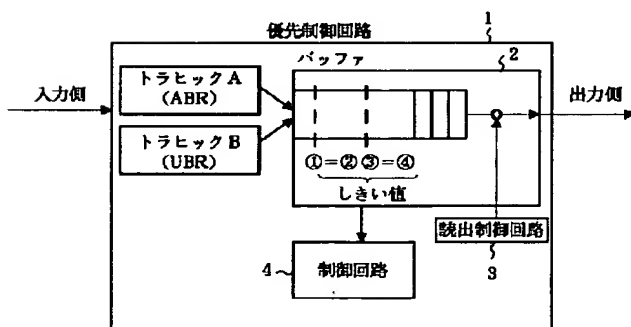 優先制御回路
1
バッファ
2
トラヒックA
(ABR)
入力側
出力側
トラヒックB
(UBR)
①=②③=④
しきい値
読出制御回路
3
4
制御回路